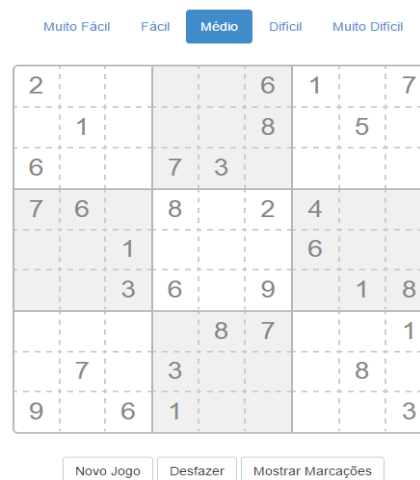 Muito Fácil Fácil Médio Difícil Muito Difícil
2 6 1 7
1 8 5
6 7 3
7 6 8 2 4
1 6
3 6 9 1 8
8 7 1
7 3 8
9 6 1 3
Novo Jogo Desfazer Mostrar Marcações